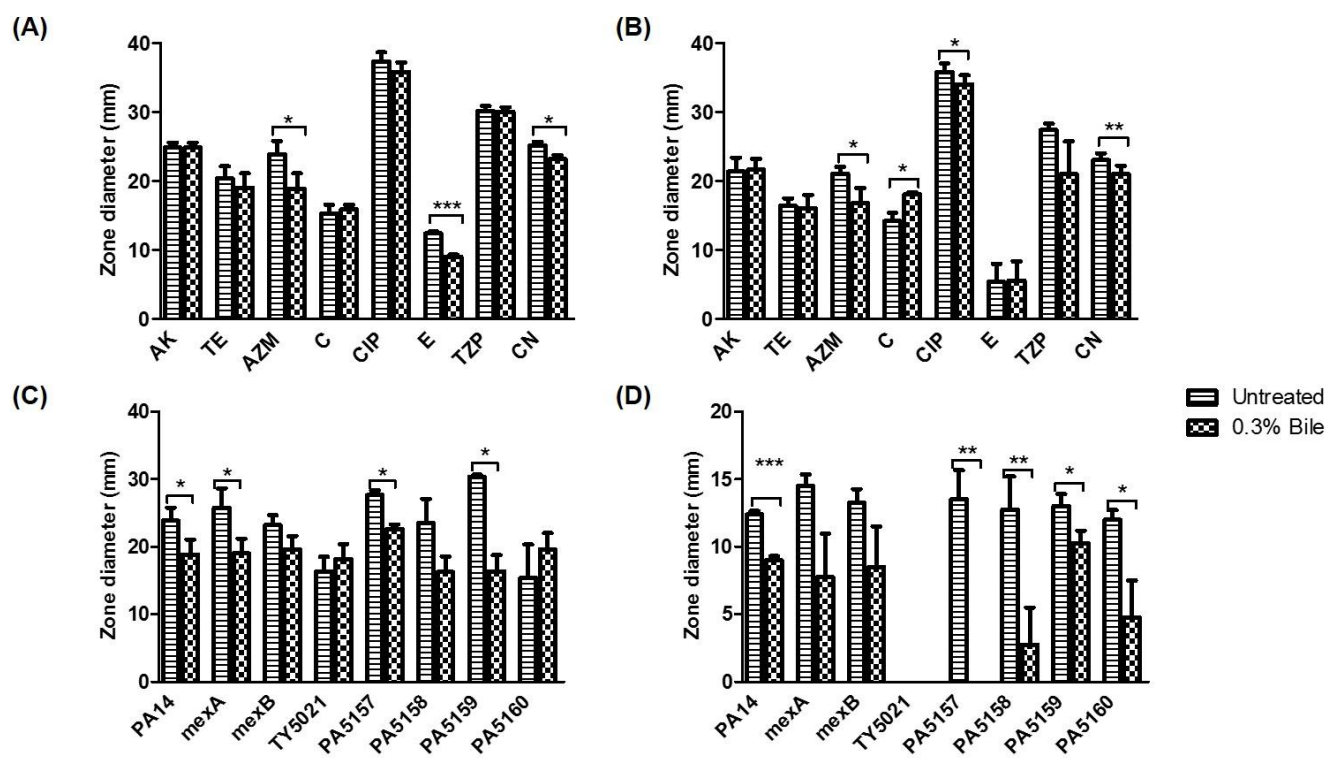 (A)
Zone diameter (mm)
40
30
20
10
0
* * *** 
AK TE AZM C CIP E TZP CN
(B)
Zone diameter (mm)
40
30
20
10
0
* * * **
AK TE AZM C CIP E TZP CN
(C)
Zone diameter (mm)
40
30
20
10
0
* * * *
PA14 mexA mexB TY5021 PA5157 PA5158 PA5159 PA5160
(D)
Zone diameter (mm)
20
15
10
5
0
*** ** ** * *
PA14 mexA mexB TY5021 PA5157 PA5158 PA5159 PA5160
Untreated
0.3% Bile